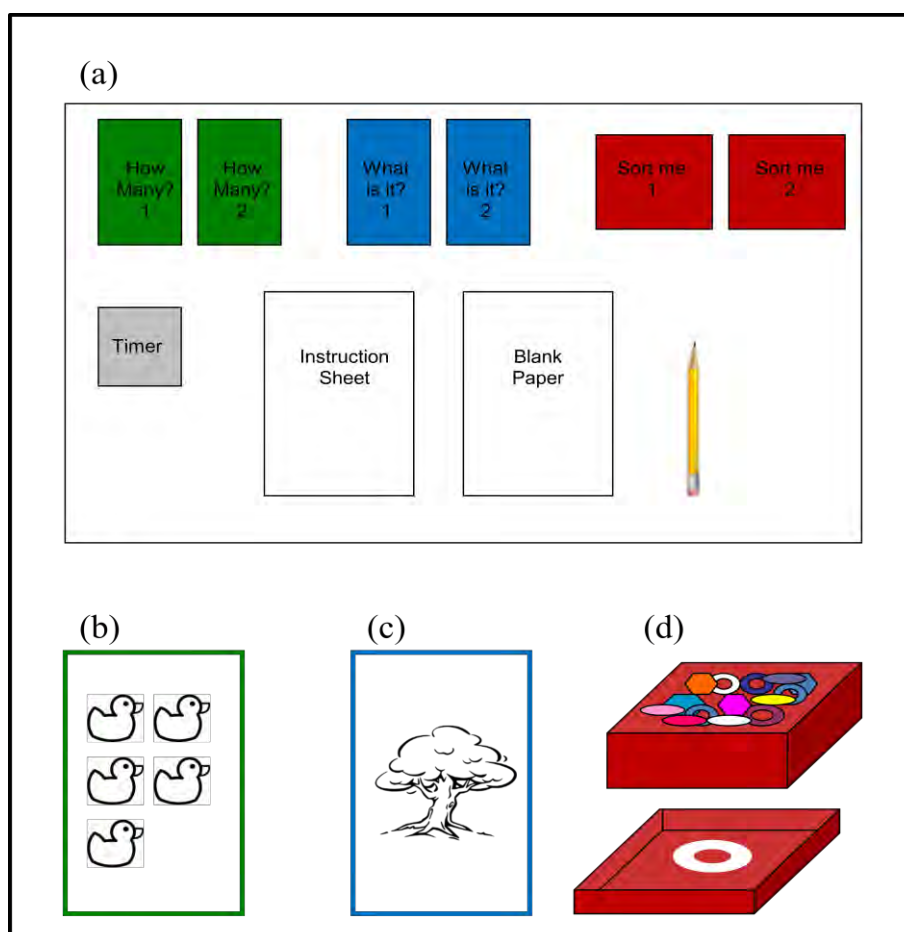 (a)
How
Many?
1
How
Many?
2
What
is it?
1
What
is it?
2
Sort me
1
Sort me
2
Timer
Instruction
Sheet
Blank
Paper
(b)
(c)
(d)